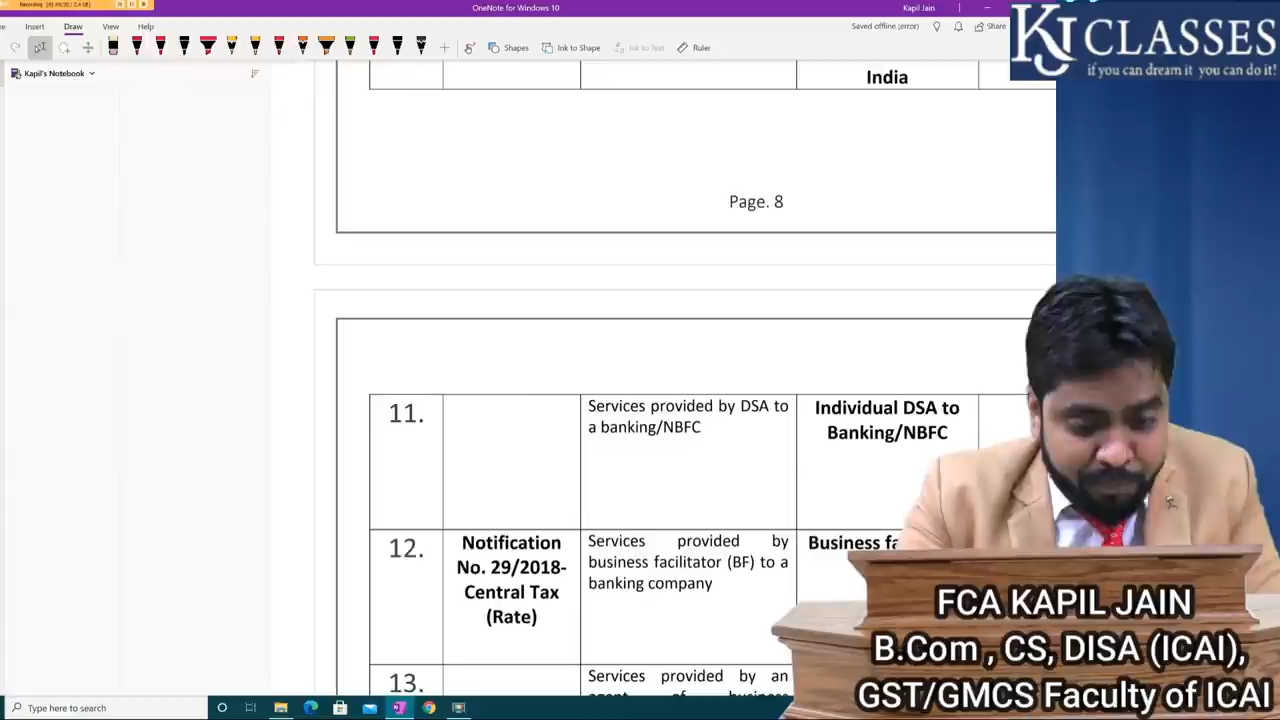 OneNote for Windows 10
Kapil Jain
Insert
Draw
View
Help
Saved offline (error)
Share
Shapes
Ink to Shape
Ink to Text
Ruler
Kapil's Notebook
KJ CLASSES
if you can dream it you can do it!
India
Page. 8
11.
Services provided by DSA to
a banking/NBFC
Individual DSA to
Banking/NBFC
12.
Notification
No. 29/2018-
Central Tax
(Rate)
Services provided by
business facilitator (BF) to a
banking company
Business fa
13.
Services provided by an
agent of business
FCA KAPIL JAIN
B.Com , CS, DISA (ICAI),
GST/GMCS Faculty of ICAI
Type here to search